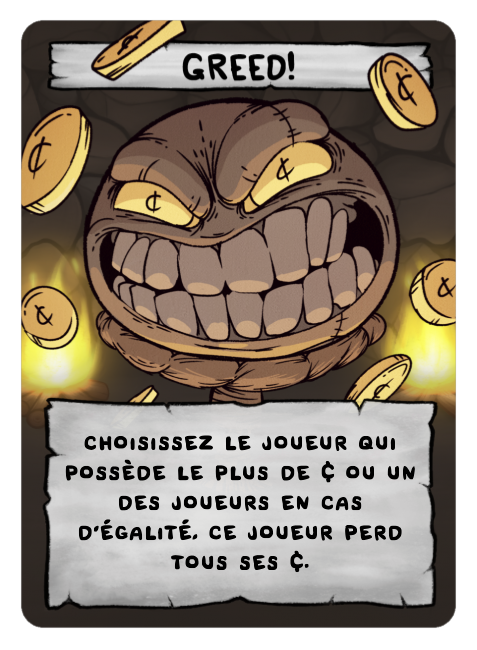 GREED!
¢
¢
¢
¢
¢
¢
¢
¢
CHOISISSEZ LE JOUEUR QUI
POSSÈDE LE PLUS DE ₵ OU UN
DES JOUEURS EN CAS
D'ÉGALITÉ. CE JOUEUR PERD
TOUS SES ₵.